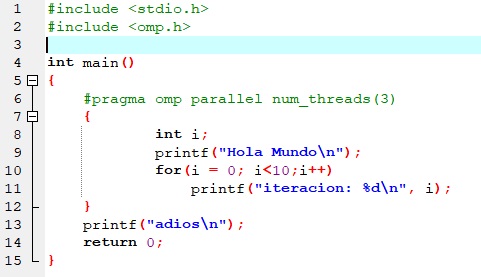 1 #include <stdio.h>
2 #include <omp.h>
3
4 int main()
5 {
6 #pragma omp parallel num_threads(3)
7 {
8 int i;
9 printf("Hola Mundo\n");
10 for(i = 0; i<10;i++)
11 printf("iteracion: %d\n", i);
12 }
13 printf("adios\n");
14 return 0;
15 }